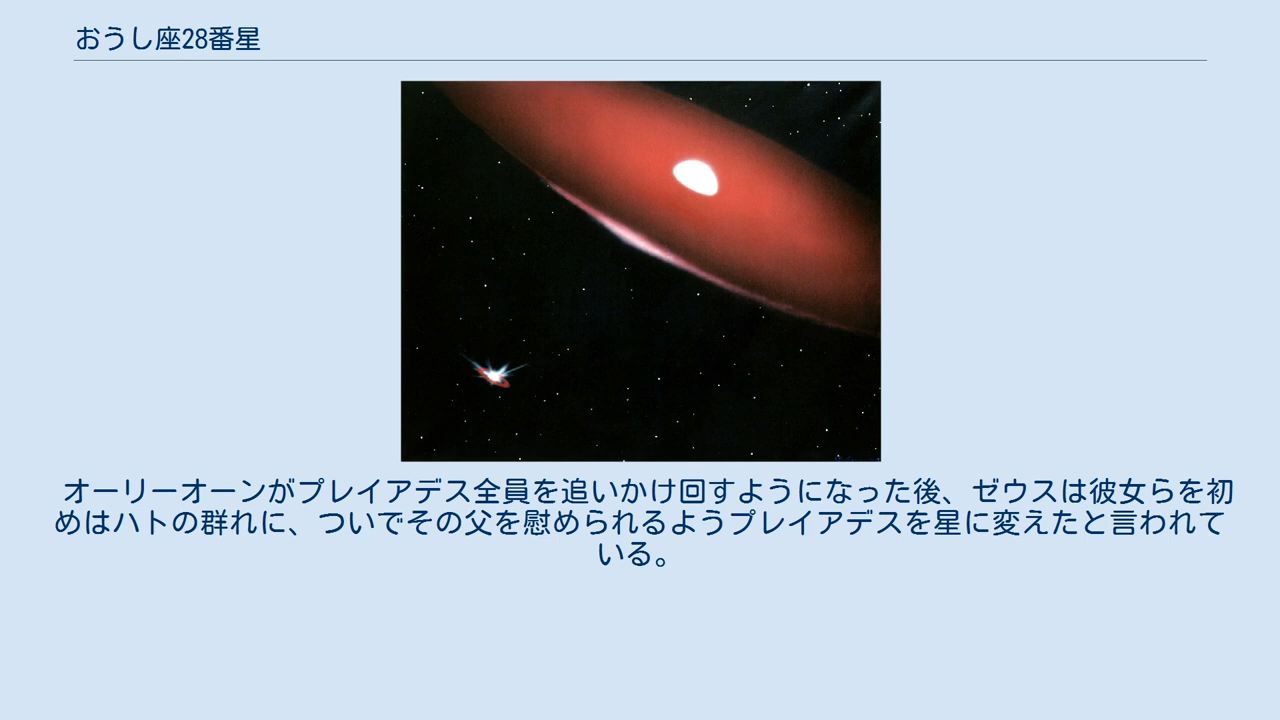 おうし座28番星
オーリーオーンがプレイアデス全員を追いかけ回すようになった後、ゼウスは彼女らを初
めはハトの群れに、ついでその父を慰められるようプレイアデスを星に変えたと言われて
いる。